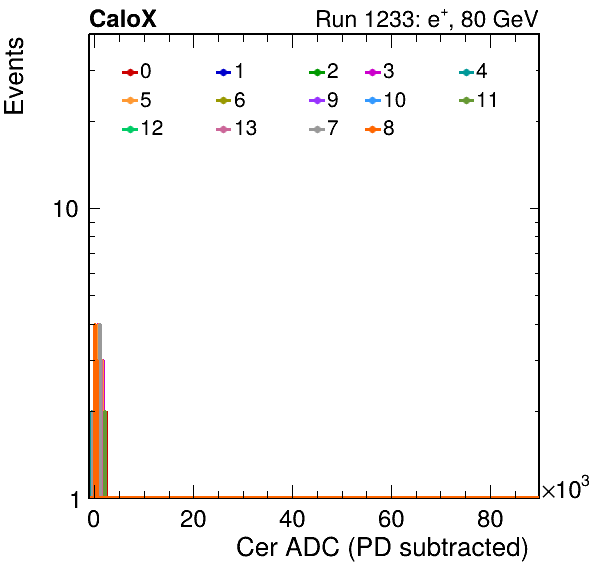 CaloX Run 1233: e⁺, 80 GeV
Events
0 1 2 3 4
5 6 9 10 11
12 13 7 8
10
1
0 20 40 60 80 ×10³
Cer ADC (PD subtracted)